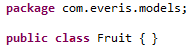 package com.everis.models;
public class Fruit { }